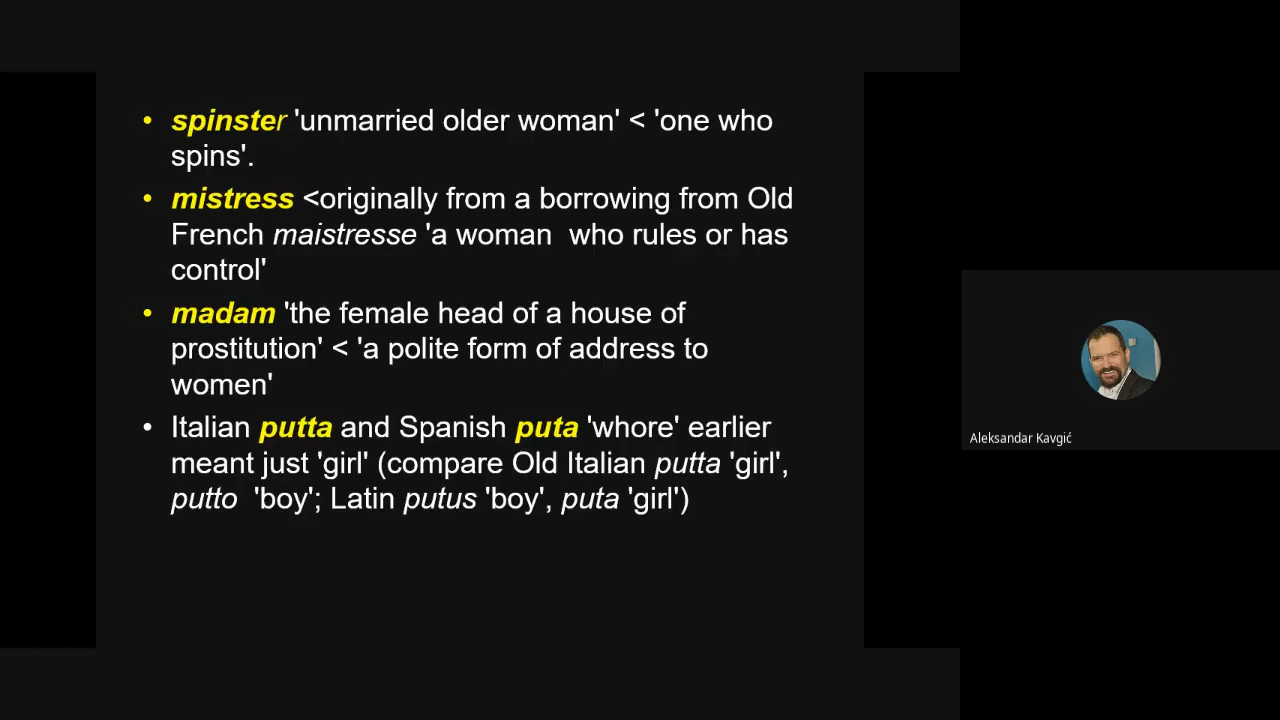 • spinster 'unmarried older woman' < 'one who
spins'.
• mistress <originally from a borrowing from Old
French maistresse 'a woman  who rules or has
control'
• madam 'the female head of a house of
prostitution' < 'a polite form of address to
women'
• Italian putta and Spanish puta 'whore' earlier
meant just 'girl' (compare Old Italian putta 'girl',
putto  'boy'; Latin putus 'boy', puta 'girl')
Aleksandar Kavgić